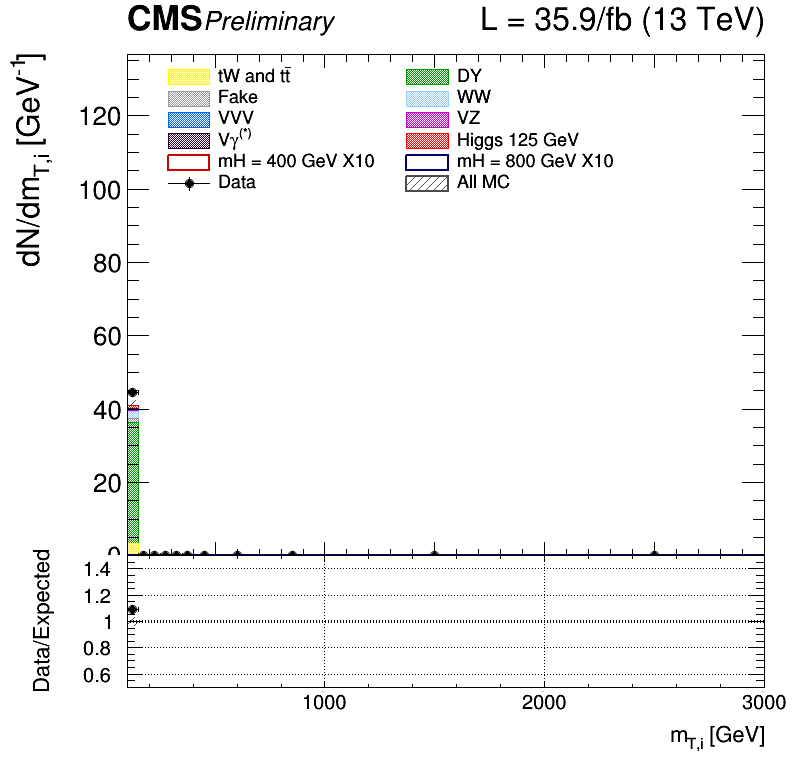 CMS Preliminary L = 35.9/fb (13 TeV)
dN/dm_{T,i} [GeV^{-1}]
tW and tt̄ DY
Fake WW
VVV VZ
Vγ^{(*)} Higgs 125 GeV
mH = 400 GeV X10 mH = 800 GeV X10
Data All MC
120
100
80
60
40
20
0
Data/Expected
1.4
1.2
1
0.8
0.6
1000 2000 3000
m_{T,i} [GeV]